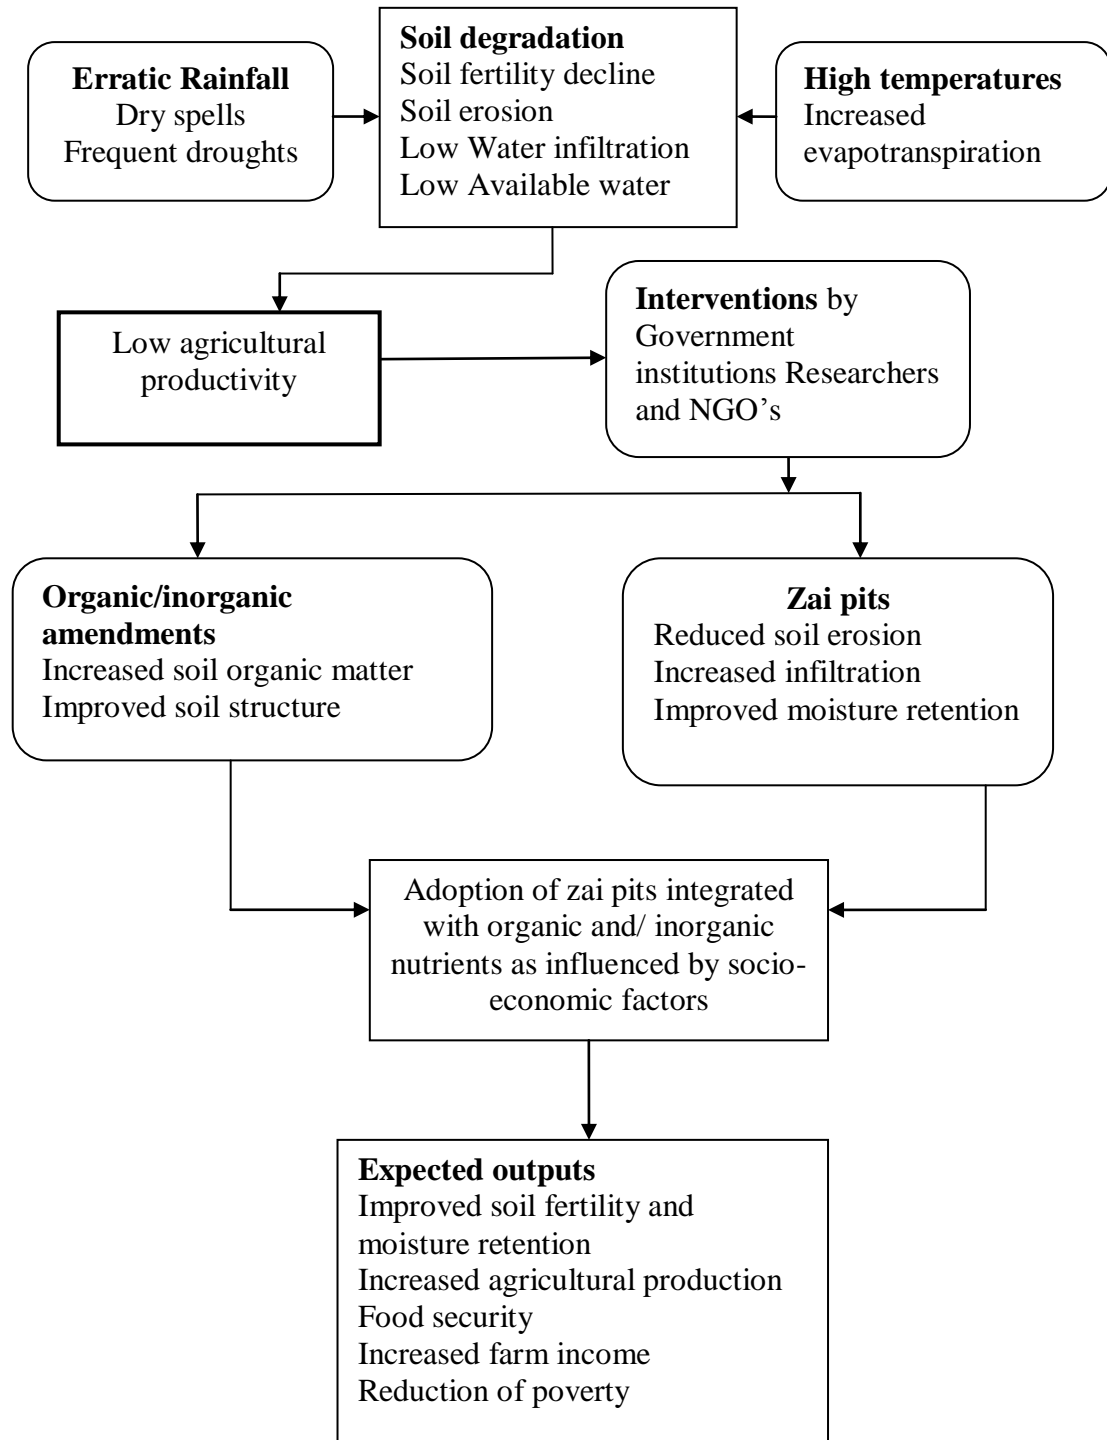 Erratic Rainfall
Dry spells
Frequent droughts
Soil degradation
Soil fertility decline
Soil erosion
Low Water infiltration
Low Available water
High temperatures
Increased
evapotranspiration
Low agricultural
productivity
Interventions by
Government
institutions Researchers
and NGO’s
Organic/inorganic
amendments
Increased soil organic matter
Improved soil structure
Zai pits
Reduced soil erosion
Increased infiltration
Improved moisture retention
Adoption of zai pits integrated
with organic and/ inorganic
nutrients as influenced by socio-
economic factors
Expected outputs
Improved soil fertility and
moisture retention
Increased agricultural production
Food security
Increased farm income
Reduction of poverty